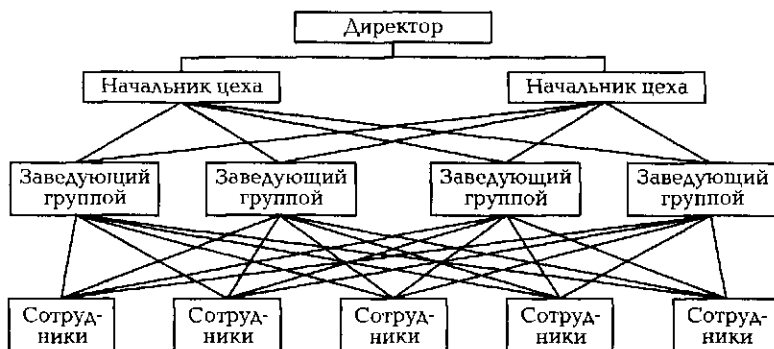 Директор
Начальник цеха
Начальник цеха
Заведующий
группой
Заведующий
группой
Заведующий
группой
Заведующий
группой
Сотруд-
ники
Сотруд-
ники
Сотруд-
ники
Сотруд-
ники
Сотруд-
ники